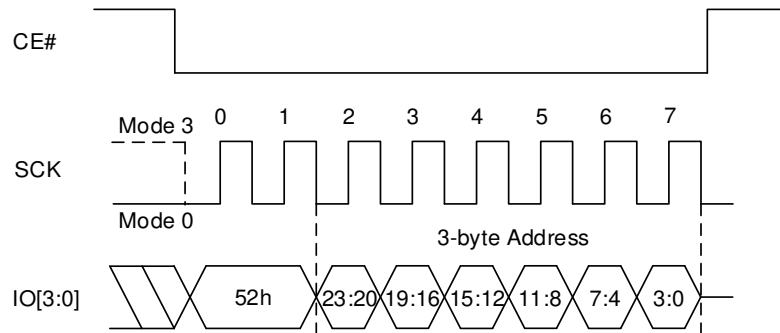 CE#
Mode 3 0 1 2 3 4 5 6 7
SCK
Mode 0
3-byte Address
IO[3:0] 52h 23:20 19:16 15:12 11:8 7:4 3:0